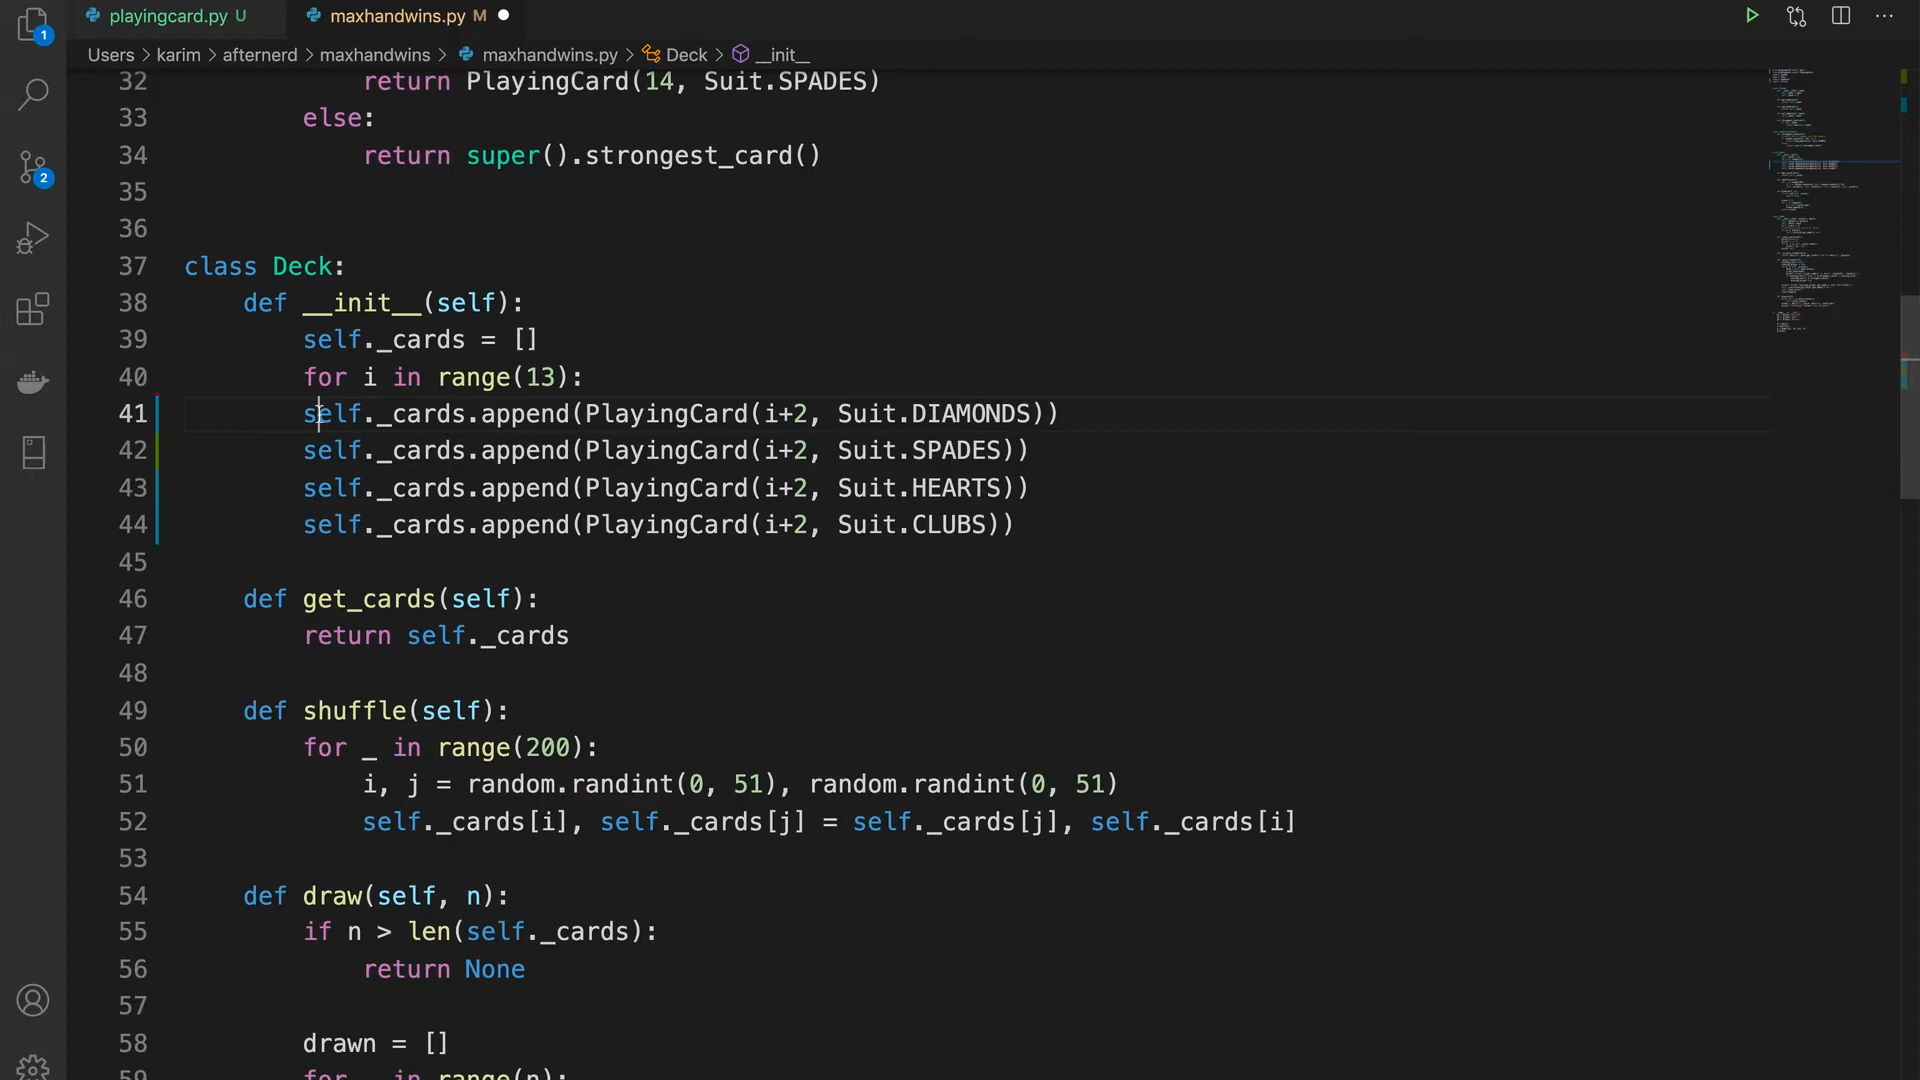 playingcard.py U
maxhandwins.py M
1
Users > karim > afternerd > maxhandwins > maxhandwins.py > Deck > __init__
32 return PlayingCard(14, Suit.SPADES)
33 else:
34 return super().strongest_card()
35
36
37 class Deck:
38 def __init__(self):
39 self._cards = []
40 for i in range(13):
41 self._cards.append(PlayingCard(i+2, Suit.DIAMONDS))
42 self._cards.append(PlayingCard(i+2, Suit.SPADES))
43 self._cards.append(PlayingCard(i+2, Suit.HEARTS))
44 self._cards.append(PlayingCard(i+2, Suit.CLUBS))
45
46 def get_cards(self):
47 return self._cards
48
49 def shuffle(self):
50 for _ in range(200):
51 i, j = random.randint(0, 51), random.randint(0, 51)
52 self._cards[i], self._cards[j] = self._cards[j], self._cards[i]
53
54 def draw(self, n):
55 if n > len(self._cards):
56 return None
57
58 drawn = []
59 for _ in range(n):
2